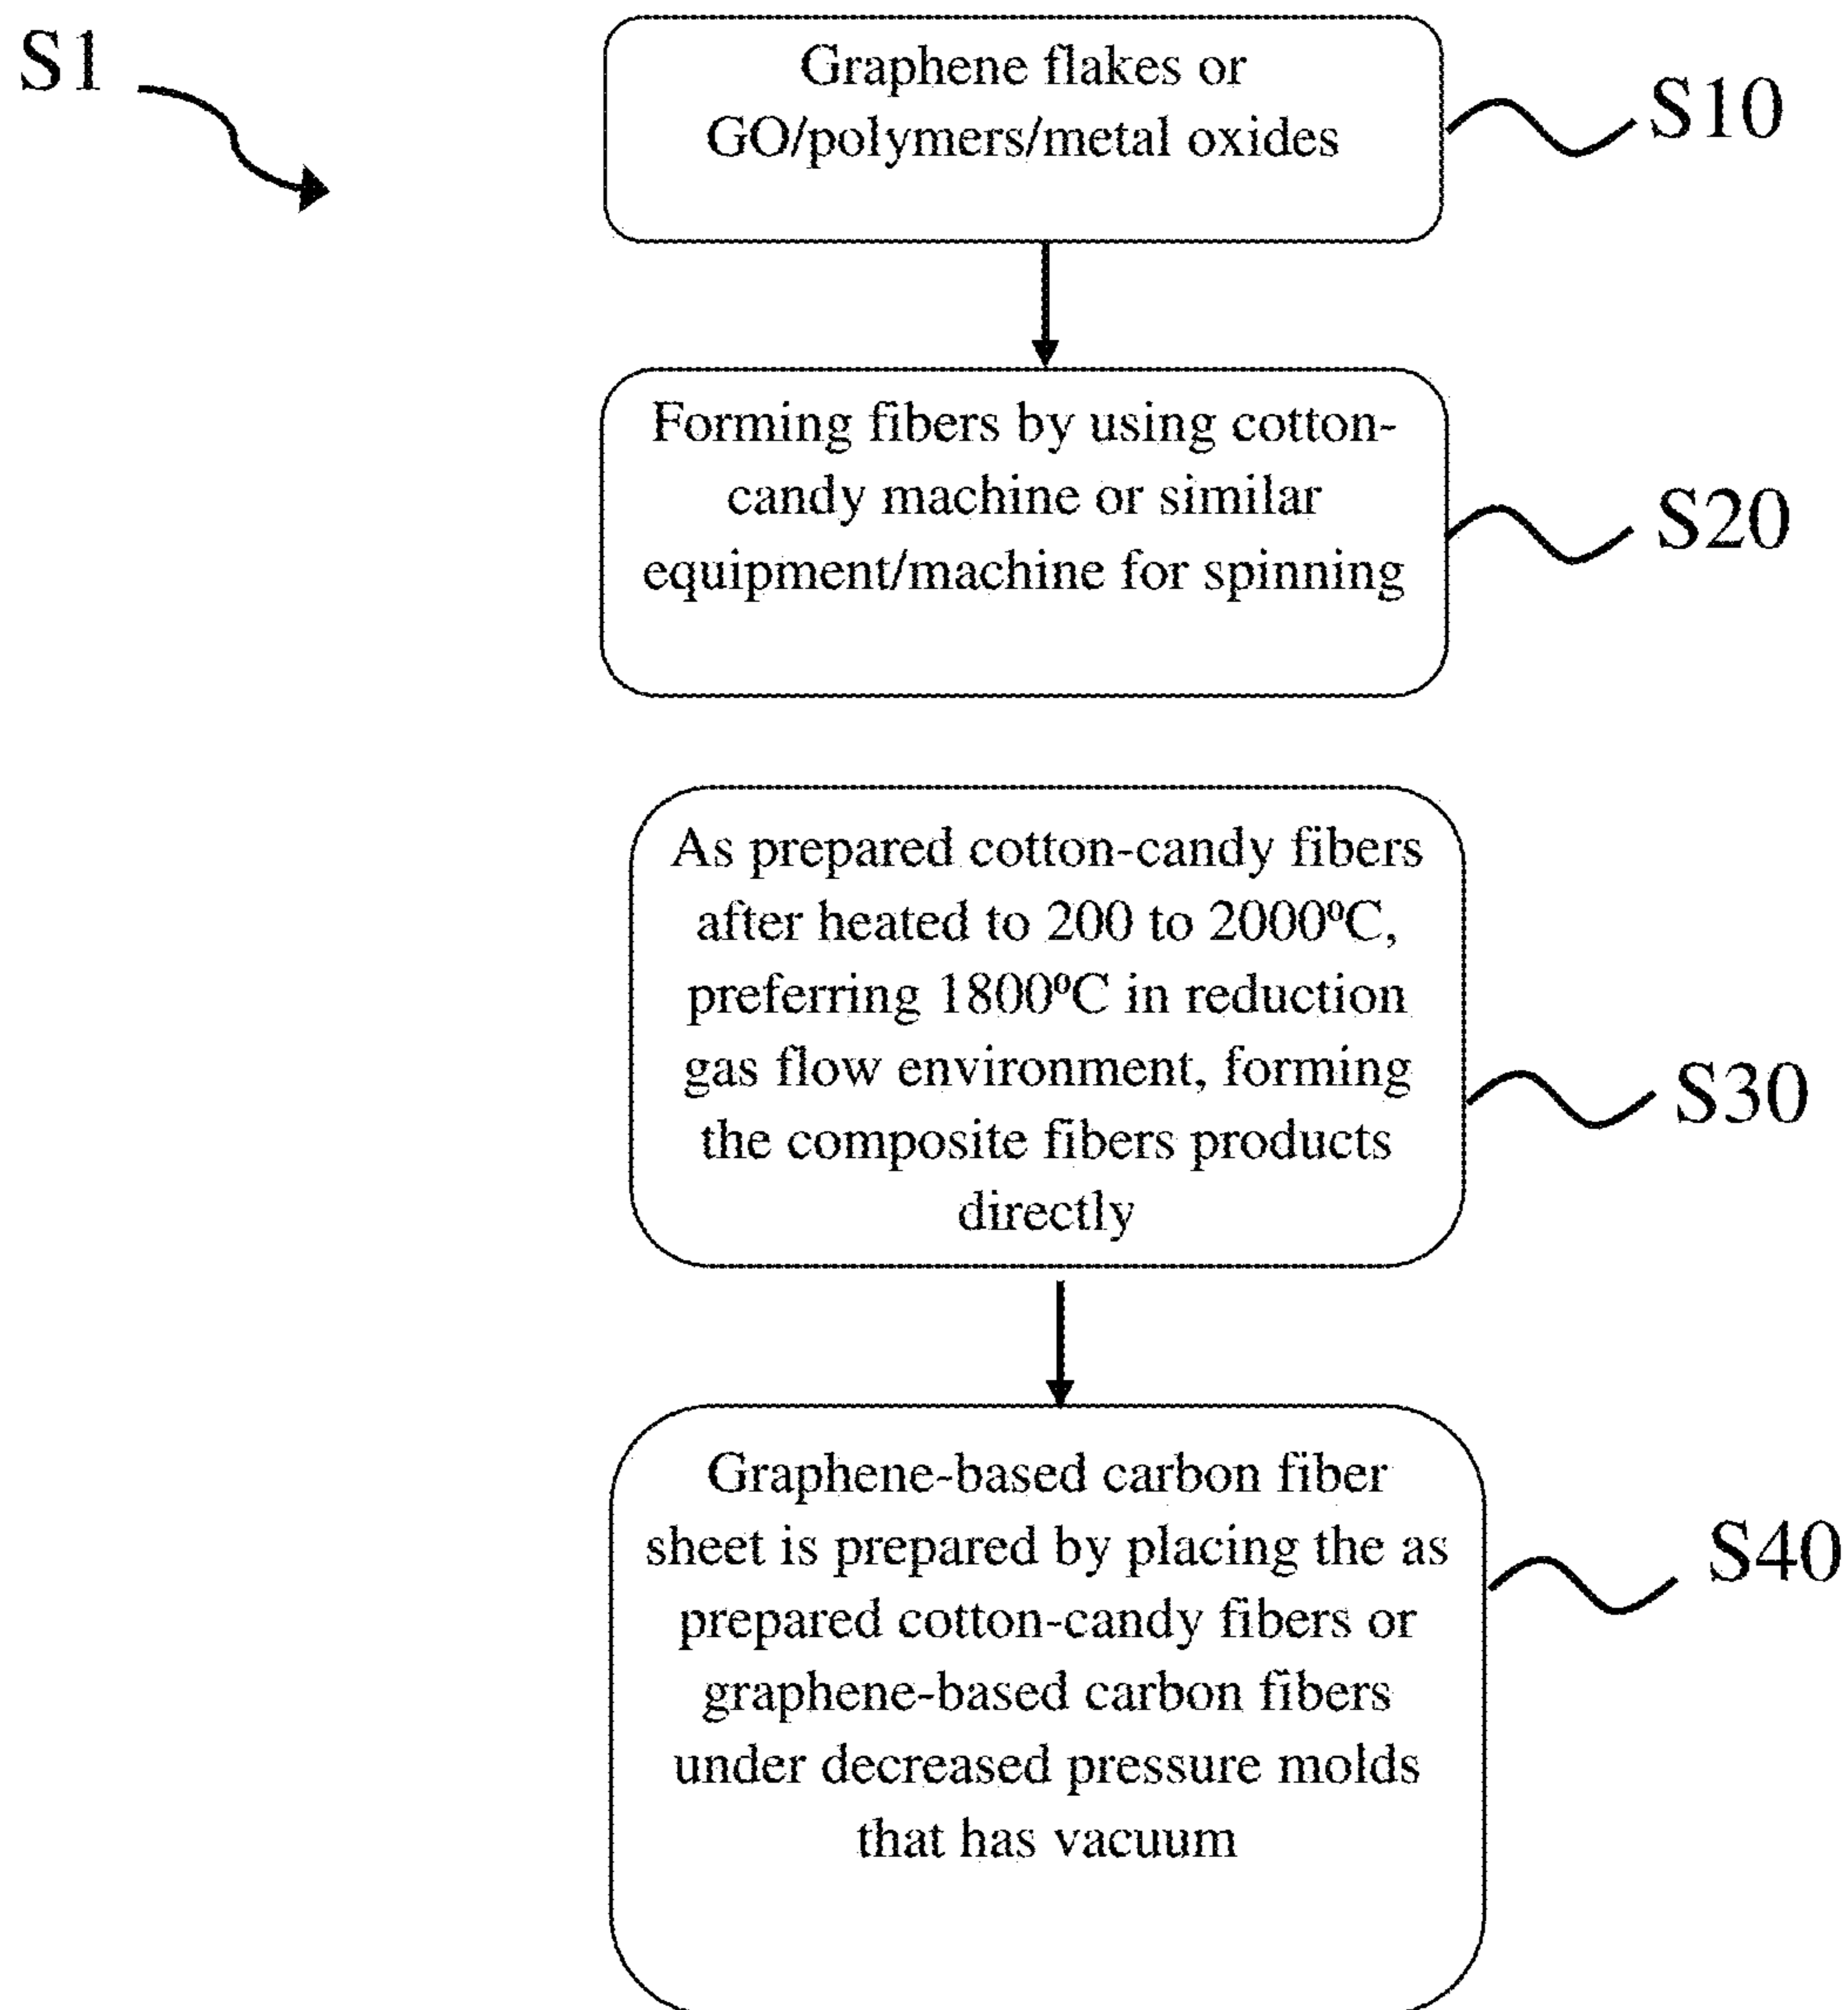 S1
Graphene flakes or
GO/polymers/metal oxides
S10
Forming fibers by using cotton-
candy machine or similar
equipment/machine for spinning
S20
As prepared cotton-candy fibers
after heated to 200 to 2000⁰C,
preferring 1800⁰C in reduction
gas flow environment, forming
the composite fibers products
directly
S30
Graphene-based carbon fiber
sheet is prepared by placing the as
prepared cotton-candy fibers or
graphene-based carbon fibers
under decreased pressure molds
that has vacuum
S40